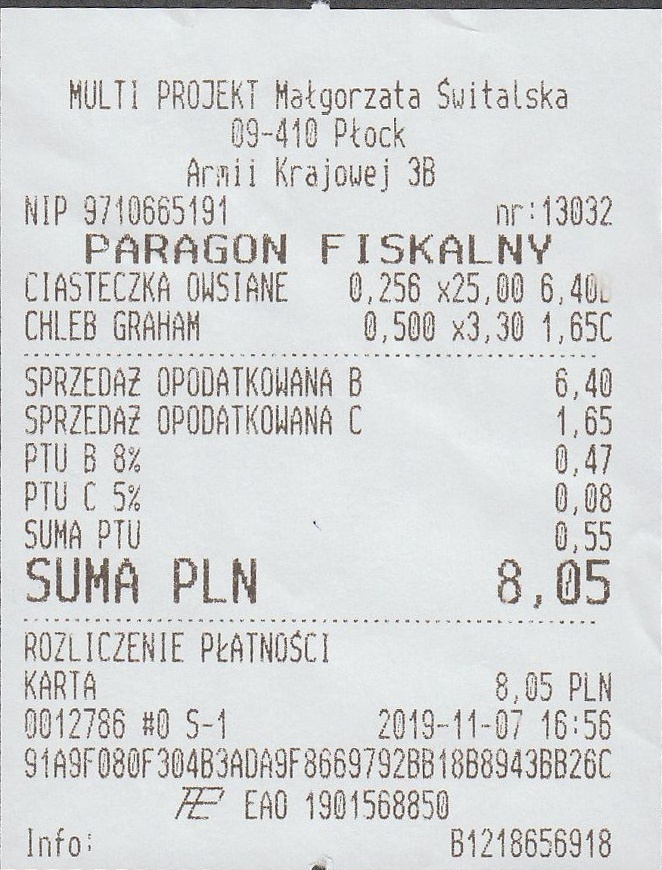 MULTI PROJEKT Małgorzata Świtalska
09-410 Płock
Armii Krajowej 3B
NIP 9710665191 nr:13032
PARAGON FISKALNY
CIASTECZKA OWSIANE 0,256 x25,00 6,40B
CHLEB GRAHAM 0,500 x3,30 1,65C
SPRZEDAŻ OPODATKOWANA B 6,40
SPRZEDAŻ OPODATKOWANA C 1,65
PTU B 8% 0,47
PTU C 5% 0,08
SUMA PTU 0,55
SUMA PLN 8,05
ROZLICZENIE PŁATNOŚCI
KARTA 8,05 PLN
0012786 #0 S-1 2019-11-07 16:56
91A9F080F304B3ADA9F8669792BB18B8943BB26C
EAO 1901568850
Info: B1218656918